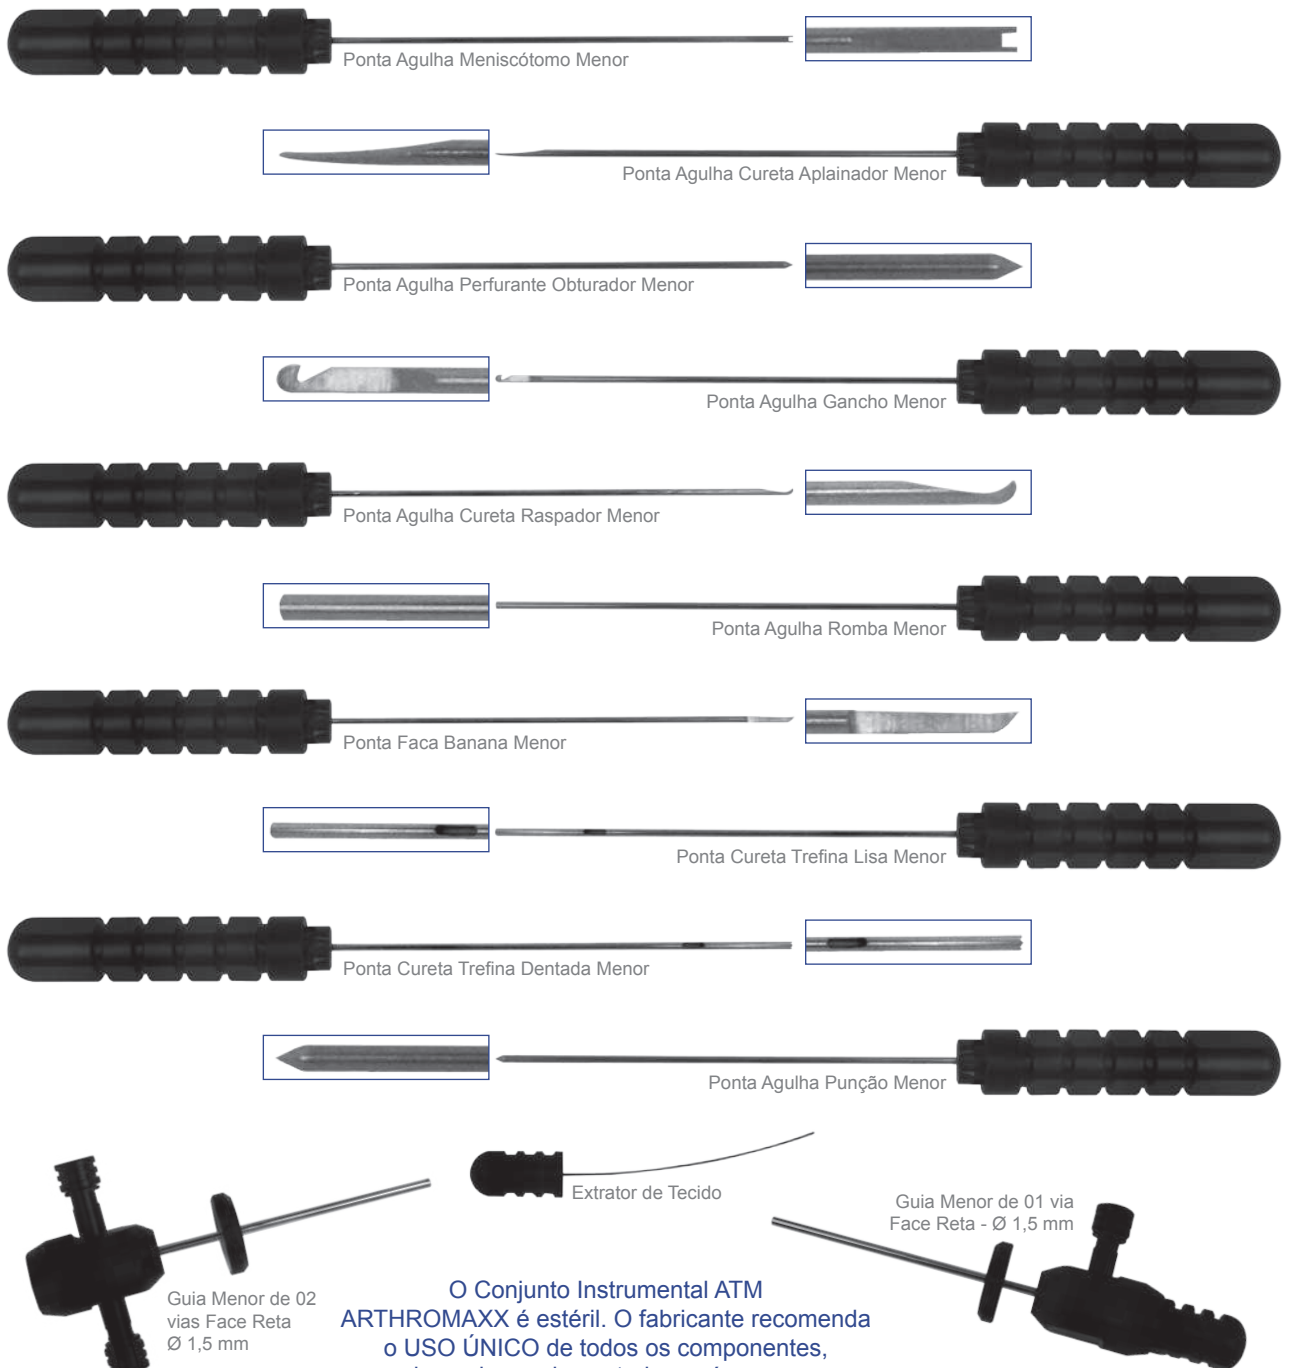 Ponta Agulha Meniscótomo Menor
Ponta Agulha Cureta Aplainador Menor
Ponta Agulha Perfurante Obturador Menor
Ponta Agulha Gancho Menor
Ponta Agulha Cureta Raspador Menor
Ponta Agulha Romba Menor
Ponta Faca Banana Menor
Ponta Cureta Trefina Lisa Menor
Ponta Cureta Trefina Dentada Menor
Ponta Agulha Punção Menor
Extrator de Tecido
Guia Menor de 01 via
Face Reta - Ø 1,5 mm
Guia Menor de 02
vias Face Reta
Ø 1,5 mm
O Conjunto Instrumental ATM
ARTHROMAXX é estéril. O fabricante recomenda
o USO ÚNICO de todos os componentes,